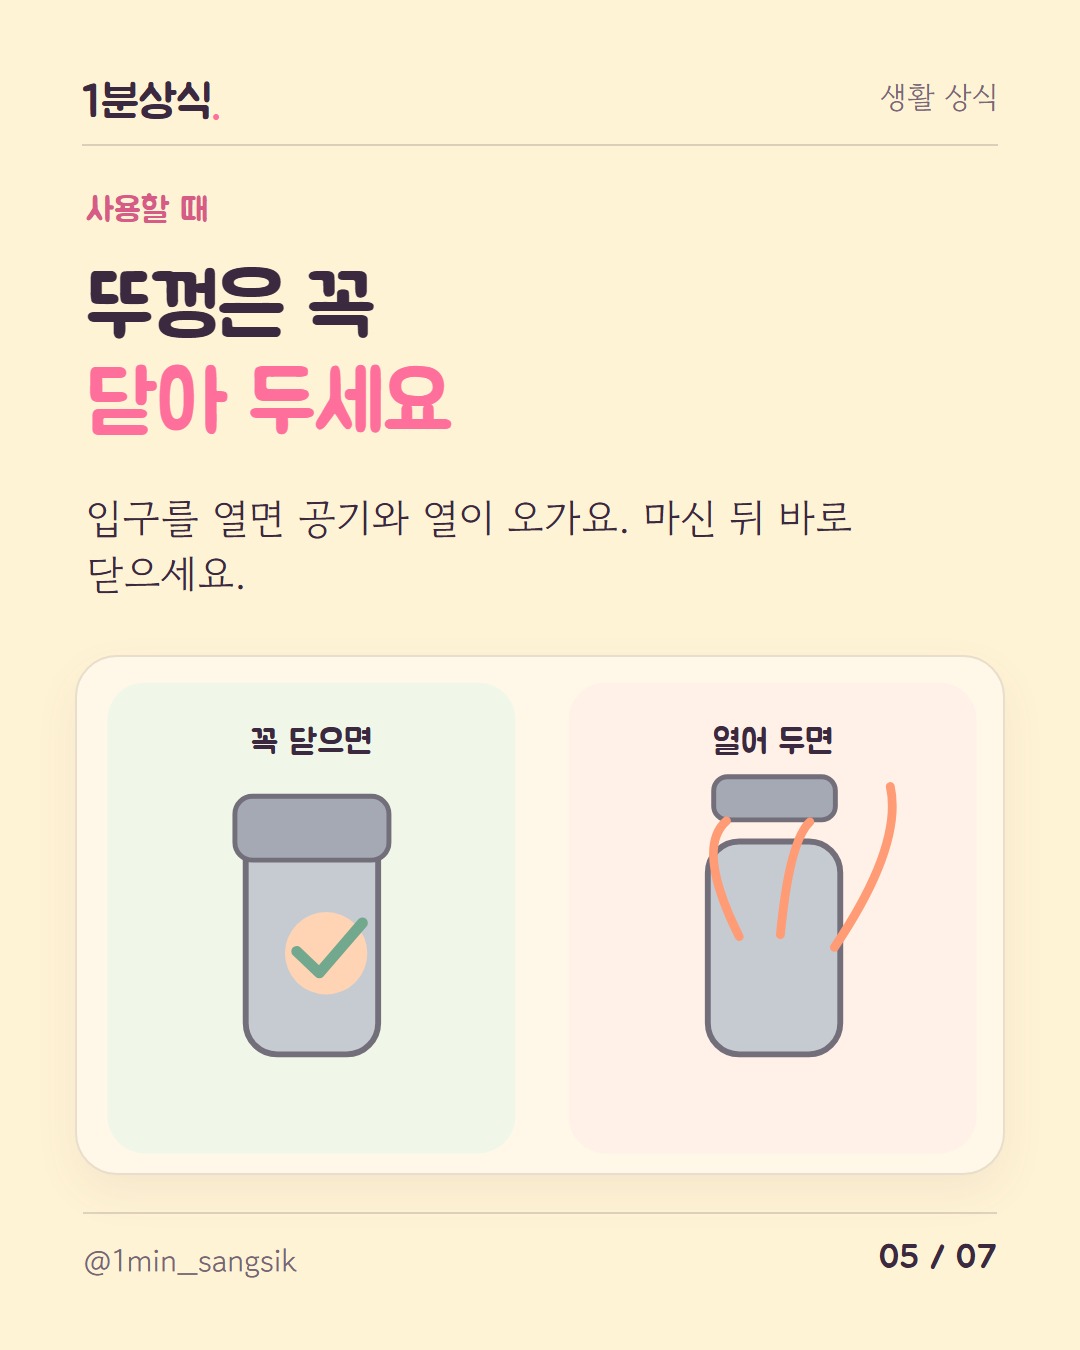 1분상식.
생활 상식
사용할 때
뚜껑은 꼭
닫아 두세요
입구를 열면 공기와 열이 오가요. 마신 뒤 바로
닫으세요.
꼭 닫으면
열어 두면
@1min_sangsik
05 / 07